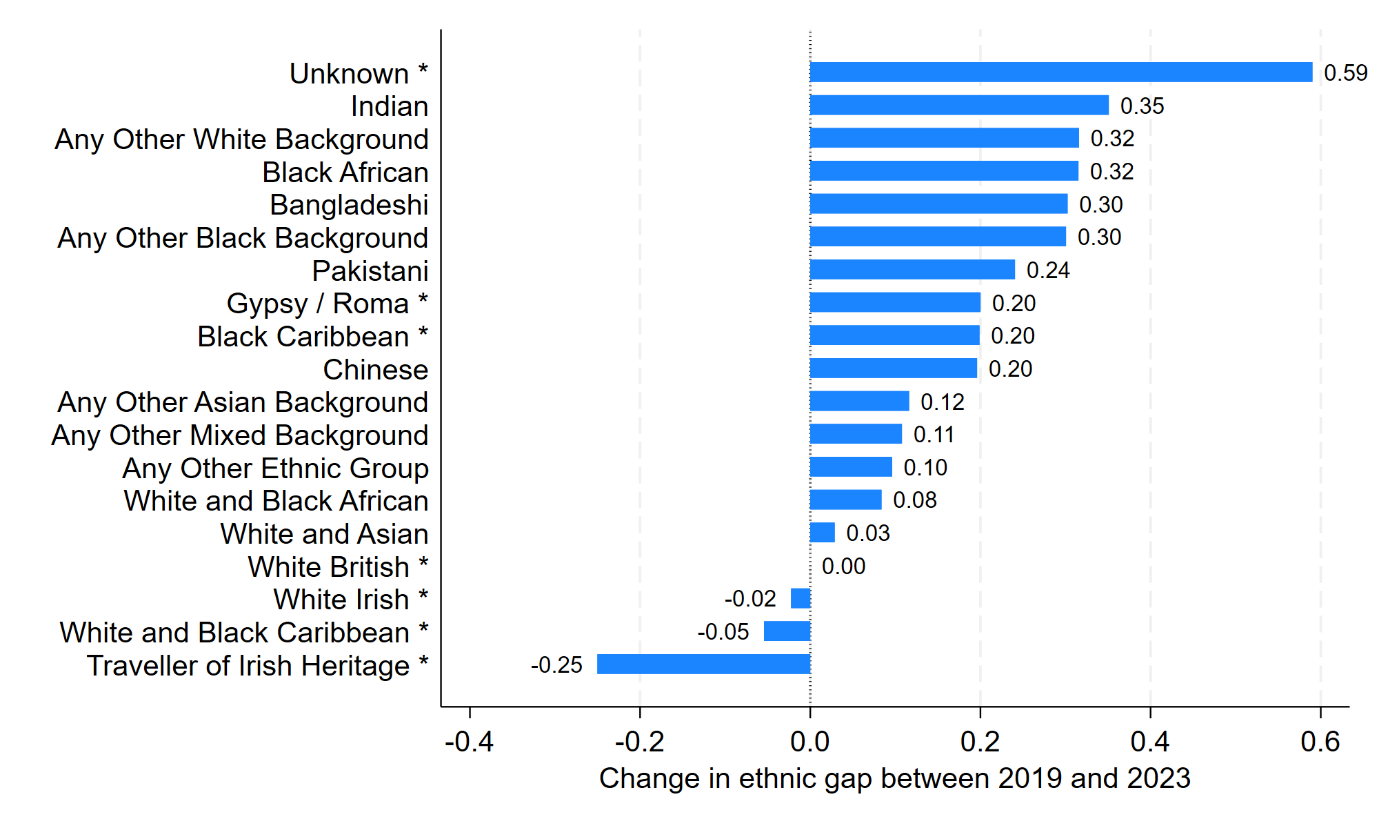 Unknown * 0.59
Indian 0.35
Any Other White Background 0.32
Black African 0.32
Bangladeshi 0.30
Any Other Black Background 0.30
Pakistani 0.24
Gypsy / Roma * 0.20
Black Caribbean * 0.20
Chinese 0.20
Any Other Asian Background 0.12
Any Other Mixed Background 0.11
Any Other Ethnic Group 0.10
White and Black African 0.08
White and Asian 0.03
White British * 0.00
White Irish * -0.02
White and Black Caribbean * -0.05
Traveller of Irish Heritage * -0.25
-0.4 -0.2 0.0 0.2 0.4 0.6
Change in ethnic gap between 2019 and 2023